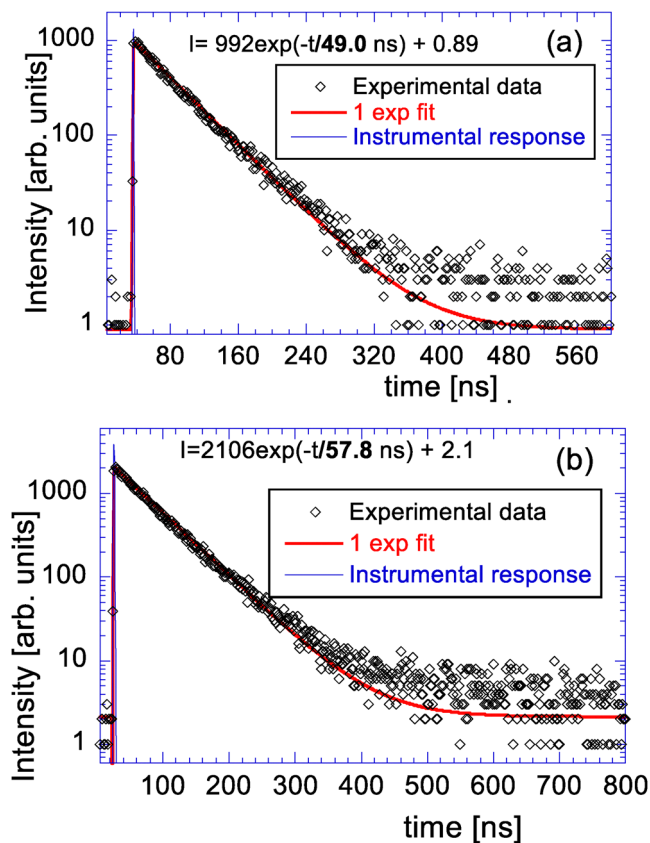 I= 992exp(-t/49.0 ns) + 0.89
(a)
Experimental data
1 exp fit
Instrumental response
Intensity [arb. units]
1000
100
10
1
80 160 240 320 400 480 560
time [ns] .
I=2106exp(-t/57.8 ns) + 2.1
(b)
Experimental data
1 exp fit
Instrumental response
Intensity [arb. units]
1000
100
10
1
100 200 300 400 500 600 700 800
time [ns]